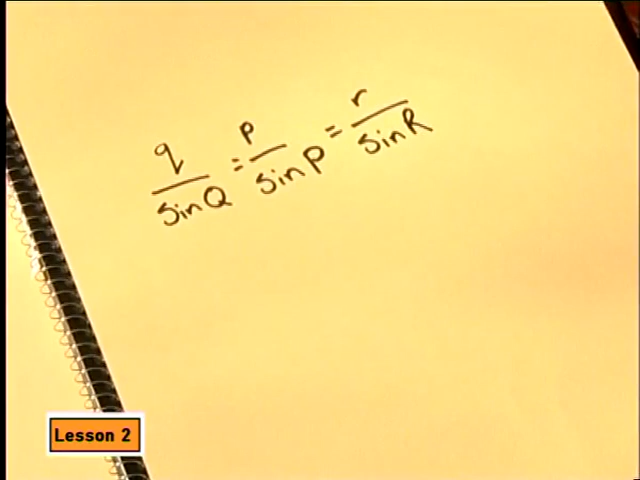 q/sinQ = p/sinP = r/sinR
Lesson 2